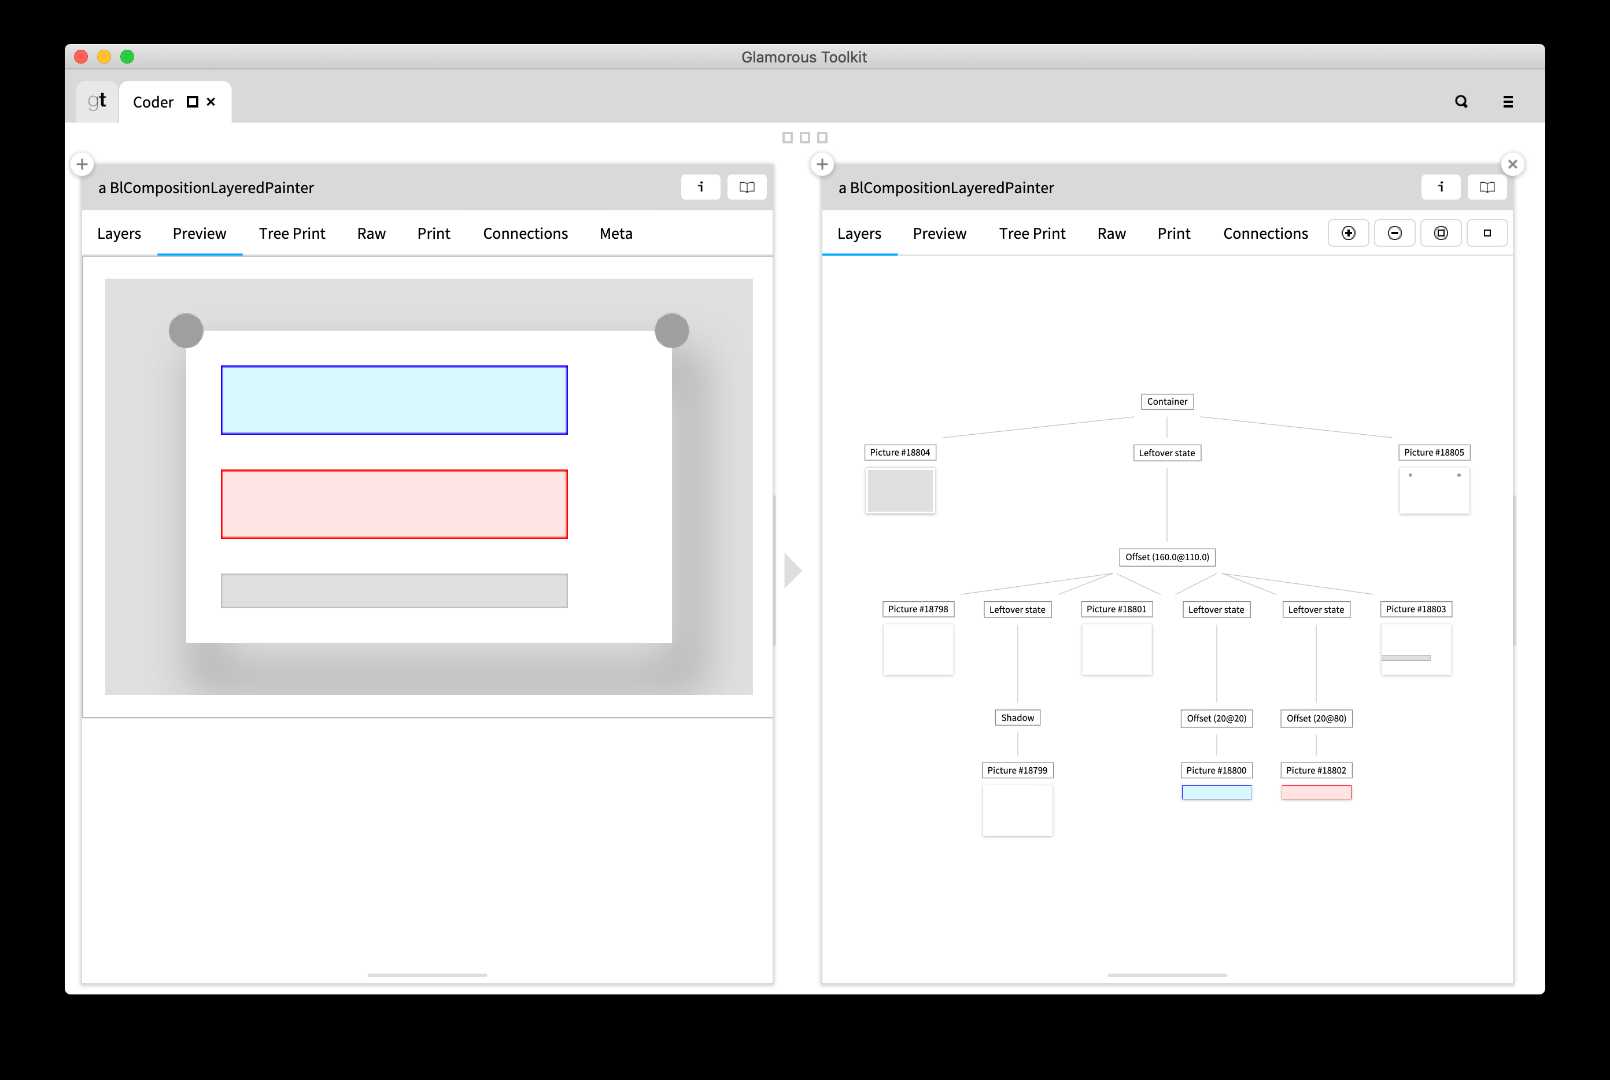 Glamorous Toolkit
gt Coder
a BlCompositionLayeredPainter
Layers Preview Tree Print Raw Print Connections Meta
a BlCompositionLayeredPainter
Layers Preview Tree Print Raw Print Connections
Container
Picture #18804 Leftover state Picture #18805
Offset (160.0@110.0)
Picture #18798 Leftover state Picture #18801 Leftover state Leftover state Picture #18803
Shadow Offset (20@20) Offset (20@80)
Picture #18799 Picture #18800 Picture #18802